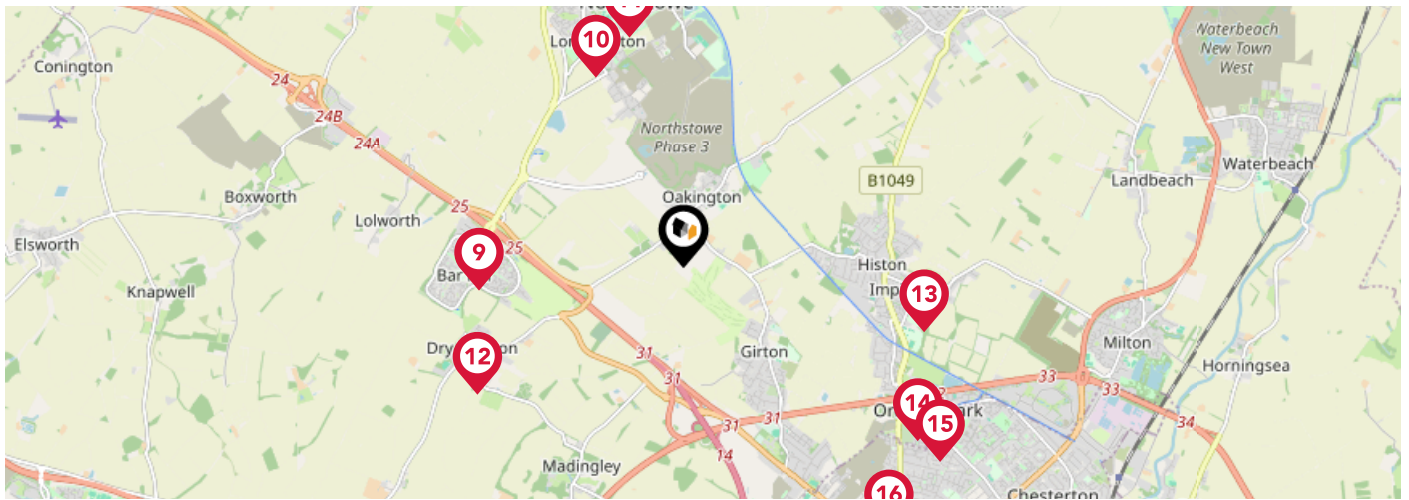 Conington
10
24
24B
24A
Northstowe
Phase 3
Waterbeach
New Town
West
B1049
Waterbeach
Landbeach
Boxworth
Oakington
Lolworth
25
25
Elsworth
9
Histon
13
Knapwell
12
31
Girton
Milton
Horningsea
31
33
33
14
15
31
31
34
14
Madingley
16
Chesterton